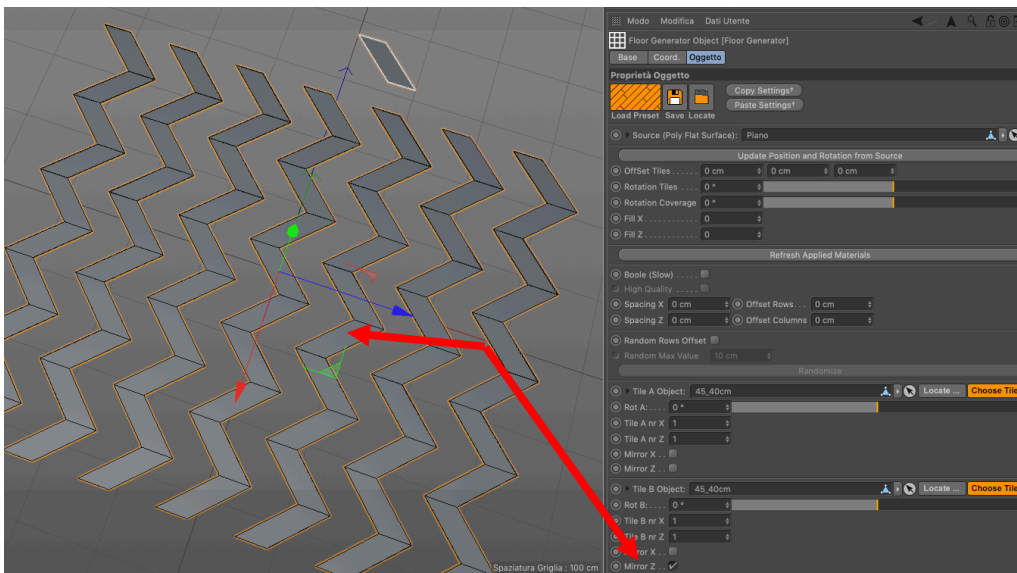 Modo Modifica Dati Utente
Floor Generator Object [Floor Generator]
Base Coord. Oggetto
Proprietà Oggetto
Copy Settings†
Paste Settings†
Load Preset Save Locate
Source (Poly Flat Surface): Piano
Update Position and Rotation from Source
OffSet Tiles . . . . . . 0 cm 0 cm 0 cm
Rotation Tiles . . . . 0 °
Rotation Coverage 0 °
Fill X . . . . . . . . . . . 0
Fill Z . . . . . . . . . . . 0
Refresh Applied Materials
Boole (Slow) . . . . .
High Quality . . . . .
Spacing X 0 cm Offset Rows. . . 0 cm
Spacing Z 0 cm Offset Columns 0 cm
Random Rows Offset
Random Max Value 10 cm
Randomize
Tile A Object: 45_40cm Locate ... Choose Tile
Rot A: . . . . 0 °
Tile A nr X 1
Tile A nr Z 1
Mirror X . .
Mirror Z . .
Tile B Object: 45_40cm Locate ... Choose Tile
Rot B: . . . . 0 °
Tile B nr X 1
Tile B nr Z 1
Mirror X . .
Mirror Z . .
Spaziatura Griglia : 100 cm